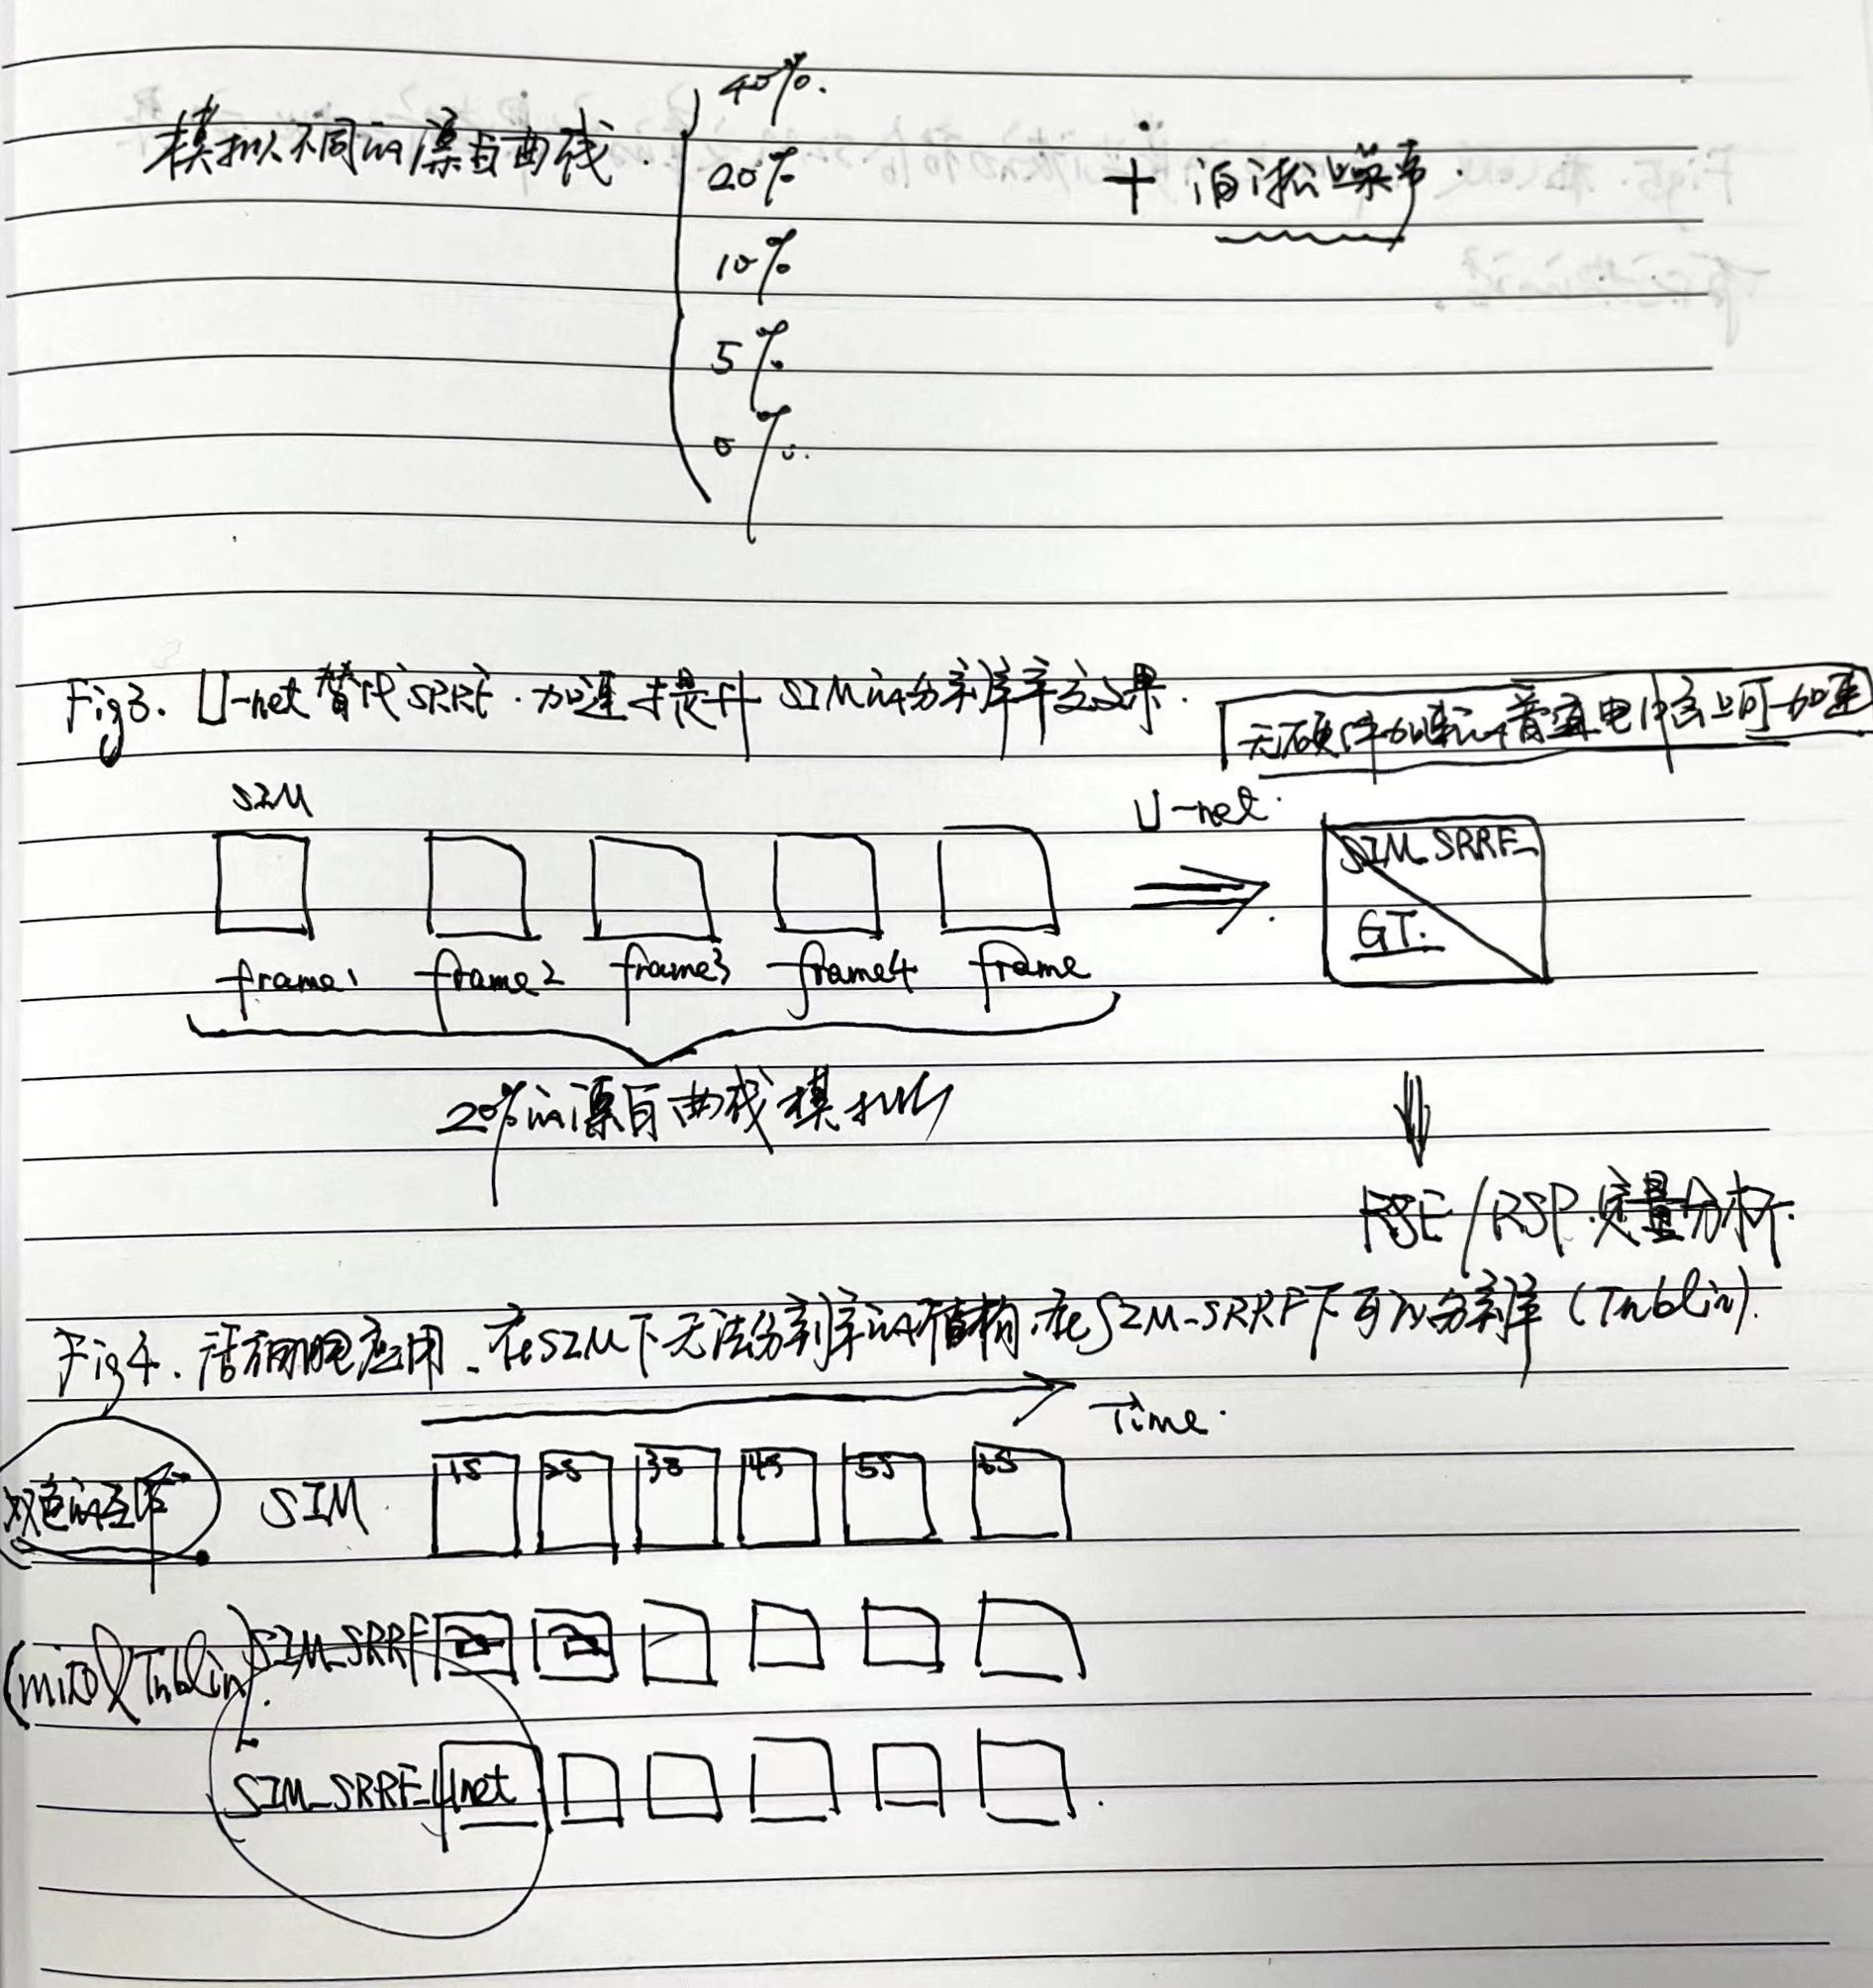 模拟不同的漂白曲线.
40%.
20%
10%
5%
0%.
+ 泊松噪声.
Fig3. U-net替代SRRF.加速提升SIM的分辨率效果.
无硬件加速,普通电脑上可加速
SIM
frame1 frame2 frame3 frame4 frame
U-net.
SIM_SRRF_
GT.
20%的漂白曲线模拟
RSE/RSP.定量分析.
Fig4.活细胞应用.在SIM下无法分辨的结构,在SIM-SRRF下可以分辨率(Tublin).
Time.
双色的互作
SIM 1S 2S 3S 4S 5S 6S
(mito&Tublin).
SIM_SRRF
SIM_SRRF_Unet